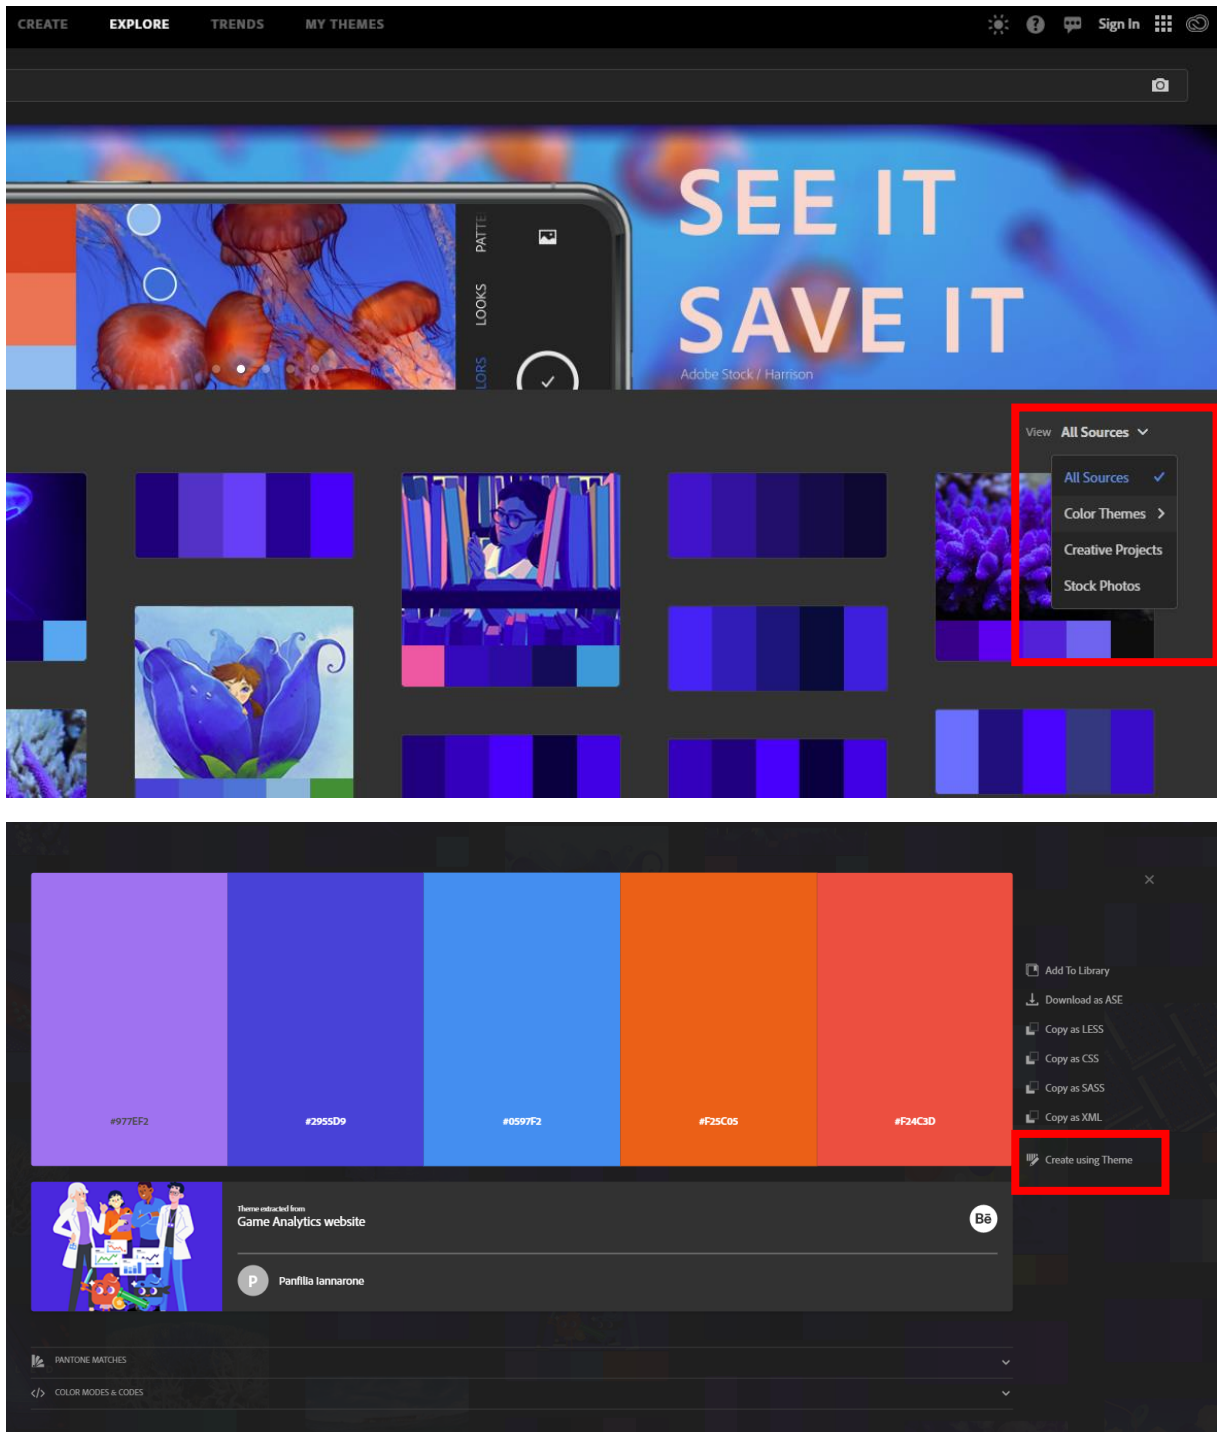 CREATE EXPLORE TRENDS MY THEMES Sign In
SEE IT
SAVE IT
Adobe Stock / Harrison
PATTE
LOOKS
LORS
View All Sources
All Sources
Color Themes
Creative Projects
Stock Photos
#977EF2 #2955D9 #0597F2 #F25C05 #F24C3D
Add To Library
Download as ASE
Copy as LESS
Copy as CSS
Copy as SASS
Copy as XML
Create using Theme
Theme extracted from
Game Analytics website
Bē
P Panfilia Iannarone
PANTONE MATCHES
</> COLOR MODES & CODES